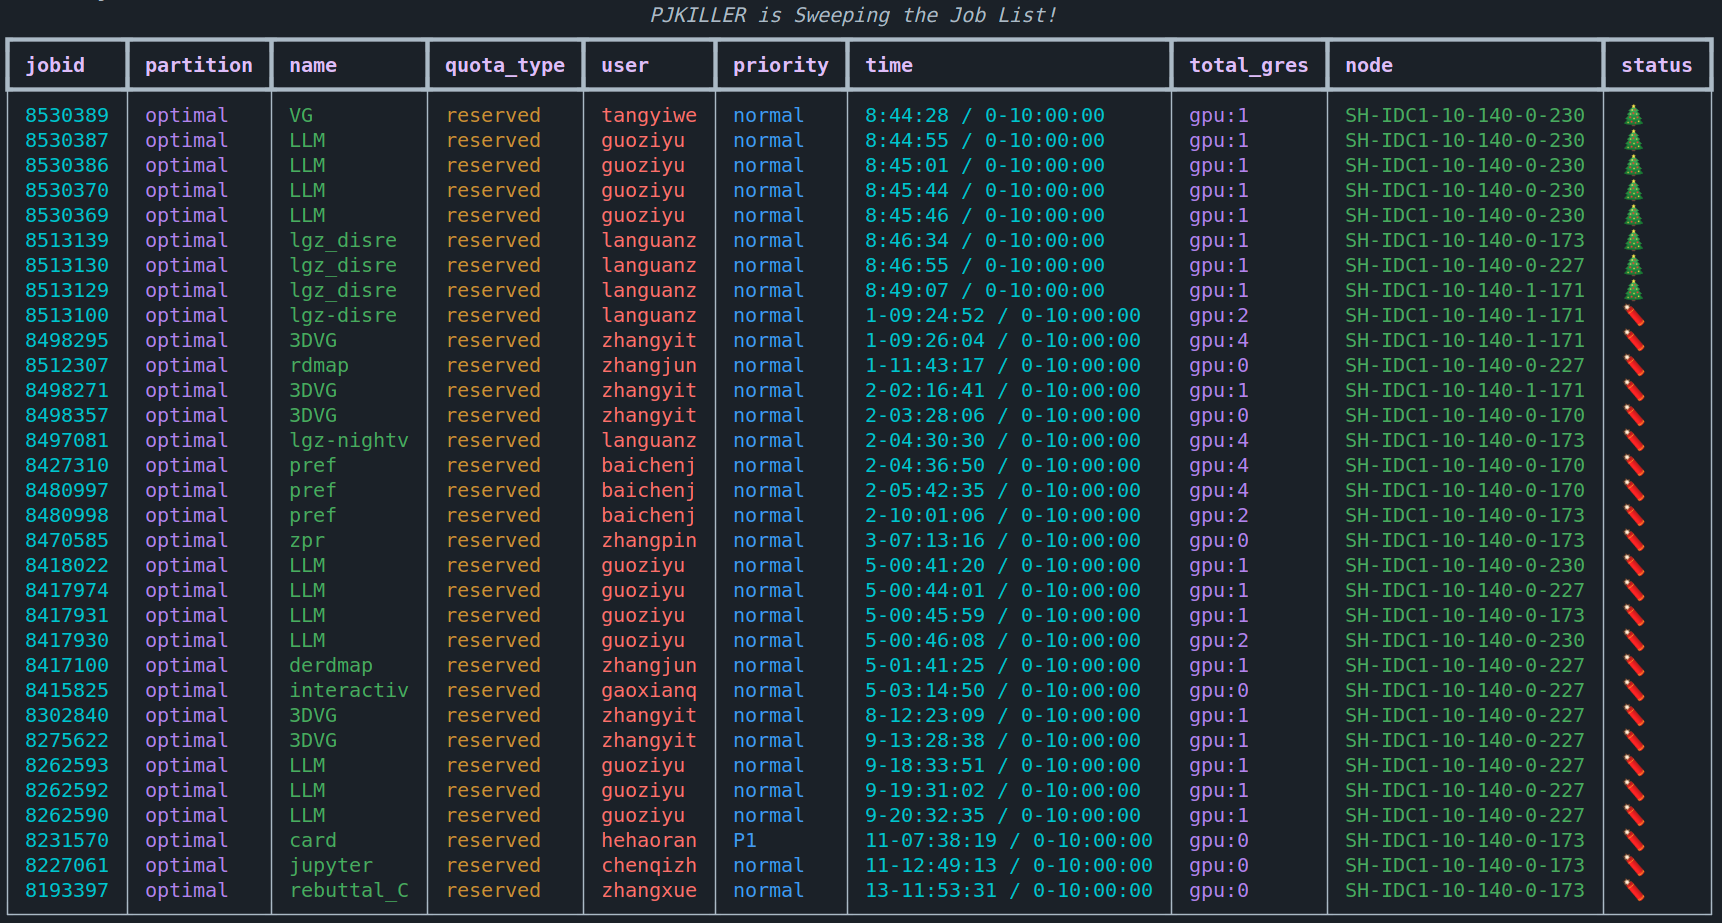 PJKILLER is Sweeping the Job List!
jobid partition name quota_type user priority time total_gres node status
8530389 optimal VG reserved tangyiwe normal 8:44:28 / 0-10:00:00 gpu:1 SH-IDC1-10-140-0-230 🎄
8530387 optimal LLM reserved guoziyu normal 8:44:55 / 0-10:00:00 gpu:1 SH-IDC1-10-140-0-230 🎄
8530386 optimal LLM reserved guoziyu normal 8:45:01 / 0-10:00:00 gpu:1 SH-IDC1-10-140-0-230 🎄
8530370 optimal LLM reserved guoziyu normal 8:45:44 / 0-10:00:00 gpu:1 SH-IDC1-10-140-0-230 🎄
8530369 optimal LLM reserved guoziyu normal 8:45:46 / 0-10:00:00 gpu:1 SH-IDC1-10-140-0-230 🎄
8513139 optimal lgz_disre reserved languanz normal 8:46:34 / 0-10:00:00 gpu:1 SH-IDC1-10-140-0-173 🎄
8513130 optimal lgz_disre reserved languanz normal 8:46:55 / 0-10:00:00 gpu:1 SH-IDC1-10-140-0-227 🎄
8513129 optimal lgz_disre reserved languanz normal 8:49:07 / 0-10:00:00 gpu:1 SH-IDC1-10-140-1-171 🎄
8513100 optimal lgz-disre reserved languanz normal 1-09:24:52 / 0-10:00:00 gpu:2 SH-IDC1-10-140-1-171 🧨
8498295 optimal 3DVG reserved zhangyit normal 1-09:26:04 / 0-10:00:00 gpu:4 SH-IDC1-10-140-1-171 🧨
8512307 optimal rdmap reserved zhangjun normal 1-11:43:17 / 0-10:00:00 gpu:0 SH-IDC1-10-140-0-227 🧨
8498271 optimal 3DVG reserved zhangyit normal 2-02:16:41 / 0-10:00:00 gpu:1 SH-IDC1-10-140-1-171 🧨
8498357 optimal 3DVG reserved zhangyit normal 2-03:28:06 / 0-10:00:00 gpu:0 SH-IDC1-10-140-0-170 🧨
8497081 optimal lgz-nightv reserved languanz normal 2-04:30:30 / 0-10:00:00 gpu:4 SH-IDC1-10-140-0-173 🧨
8427310 optimal pref reserved baichenj normal 2-04:36:50 / 0-10:00:00 gpu:4 SH-IDC1-10-140-0-170 🧨
8480997 optimal pref reserved baichenj normal 2-05:42:35 / 0-10:00:00 gpu:4 SH-IDC1-10-140-0-170 🧨
8480998 optimal pref reserved baichenj normal 2-10:01:06 / 0-10:00:00 gpu:2 SH-IDC1-10-140-0-173 🧨
8470585 optimal zpr reserved zhangpin normal 3-07:13:16 / 0-10:00:00 gpu:0 SH-IDC1-10-140-0-173 🧨
8418022 optimal LLM reserved guoziyu normal 5-00:41:20 / 0-10:00:00 gpu:1 SH-IDC1-10-140-0-230 🧨
8417974 optimal LLM reserved guoziyu normal 5-00:44:01 / 0-10:00:00 gpu:1 SH-IDC1-10-140-0-227 🧨
8417931 optimal LLM reserved guoziyu normal 5-00:45:59 / 0-10:00:00 gpu:1 SH-IDC1-10-140-0-173 🧨
8417930 optimal LLM reserved guoziyu normal 5-00:46:08 / 0-10:00:00 gpu:2 SH-IDC1-10-140-0-230 🧨
8417100 optimal derdmap reserved zhangjun normal 5-01:41:25 / 0-10:00:00 gpu:1 SH-IDC1-10-140-0-227 🧨
8415825 optimal interactiv reserved gaoxianq normal 5-03:14:50 / 0-10:00:00 gpu:0 SH-IDC1-10-140-0-227 🧨
8302840 optimal 3DVG reserved zhangyit normal 8-12:23:09 / 0-10:00:00 gpu:1 SH-IDC1-10-140-0-227 🧨
8275622 optimal 3DVG reserved zhangyit normal 9-13:28:38 / 0-10:00:00 gpu:1 SH-IDC1-10-140-0-227 🧨
8262593 optimal LLM reserved guoziyu normal 9-18:33:51 / 0-10:00:00 gpu:1 SH-IDC1-10-140-0-227 🧨
8262592 optimal LLM reserved guoziyu normal 9-19:31:02 / 0-10:00:00 gpu:1 SH-IDC1-10-140-0-227 🧨
8262590 optimal LLM reserved guoziyu normal 9-20:32:35 / 0-10:00:00 gpu:1 SH-IDC1-10-140-0-227 🧨
8231570 optimal card reserved hehaoran P1 11-07:38:19 / 0-10:00:00 gpu:0 SH-IDC1-10-140-0-173 🧨
8227061 optimal jupyter reserved chenqizh normal 11-12:49:13 / 0-10:00:00 gpu:0 SH-IDC1-10-140-0-173 🧨
8193397 optimal rebuttal_C reserved zhangxue normal 13-11:53:31 / 0-10:00:00 gpu:0 SH-IDC1-10-140-0-173 🧨